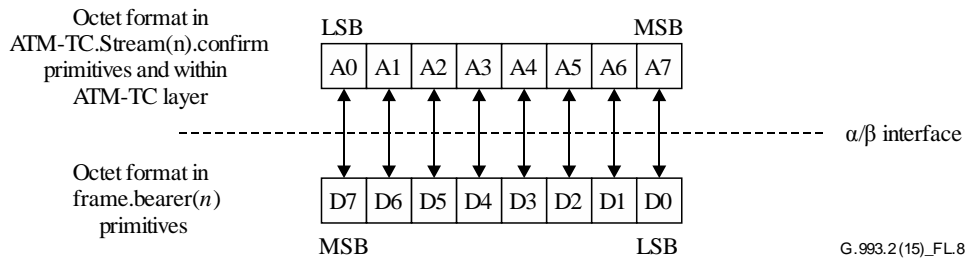 Octet format in
ATM-TC.Stream(n).confirm
primitives and within
ATM-TC layer
LSB MSB
A0 A1 A2 A3 A4 A5 A6 A7
α/β interface
Octet format in
frame.bearer(n)
primitives
D7 D6 D5 D4 D3 D2 D1 D0
MSB LSB
G.993.2(15)_FL.8